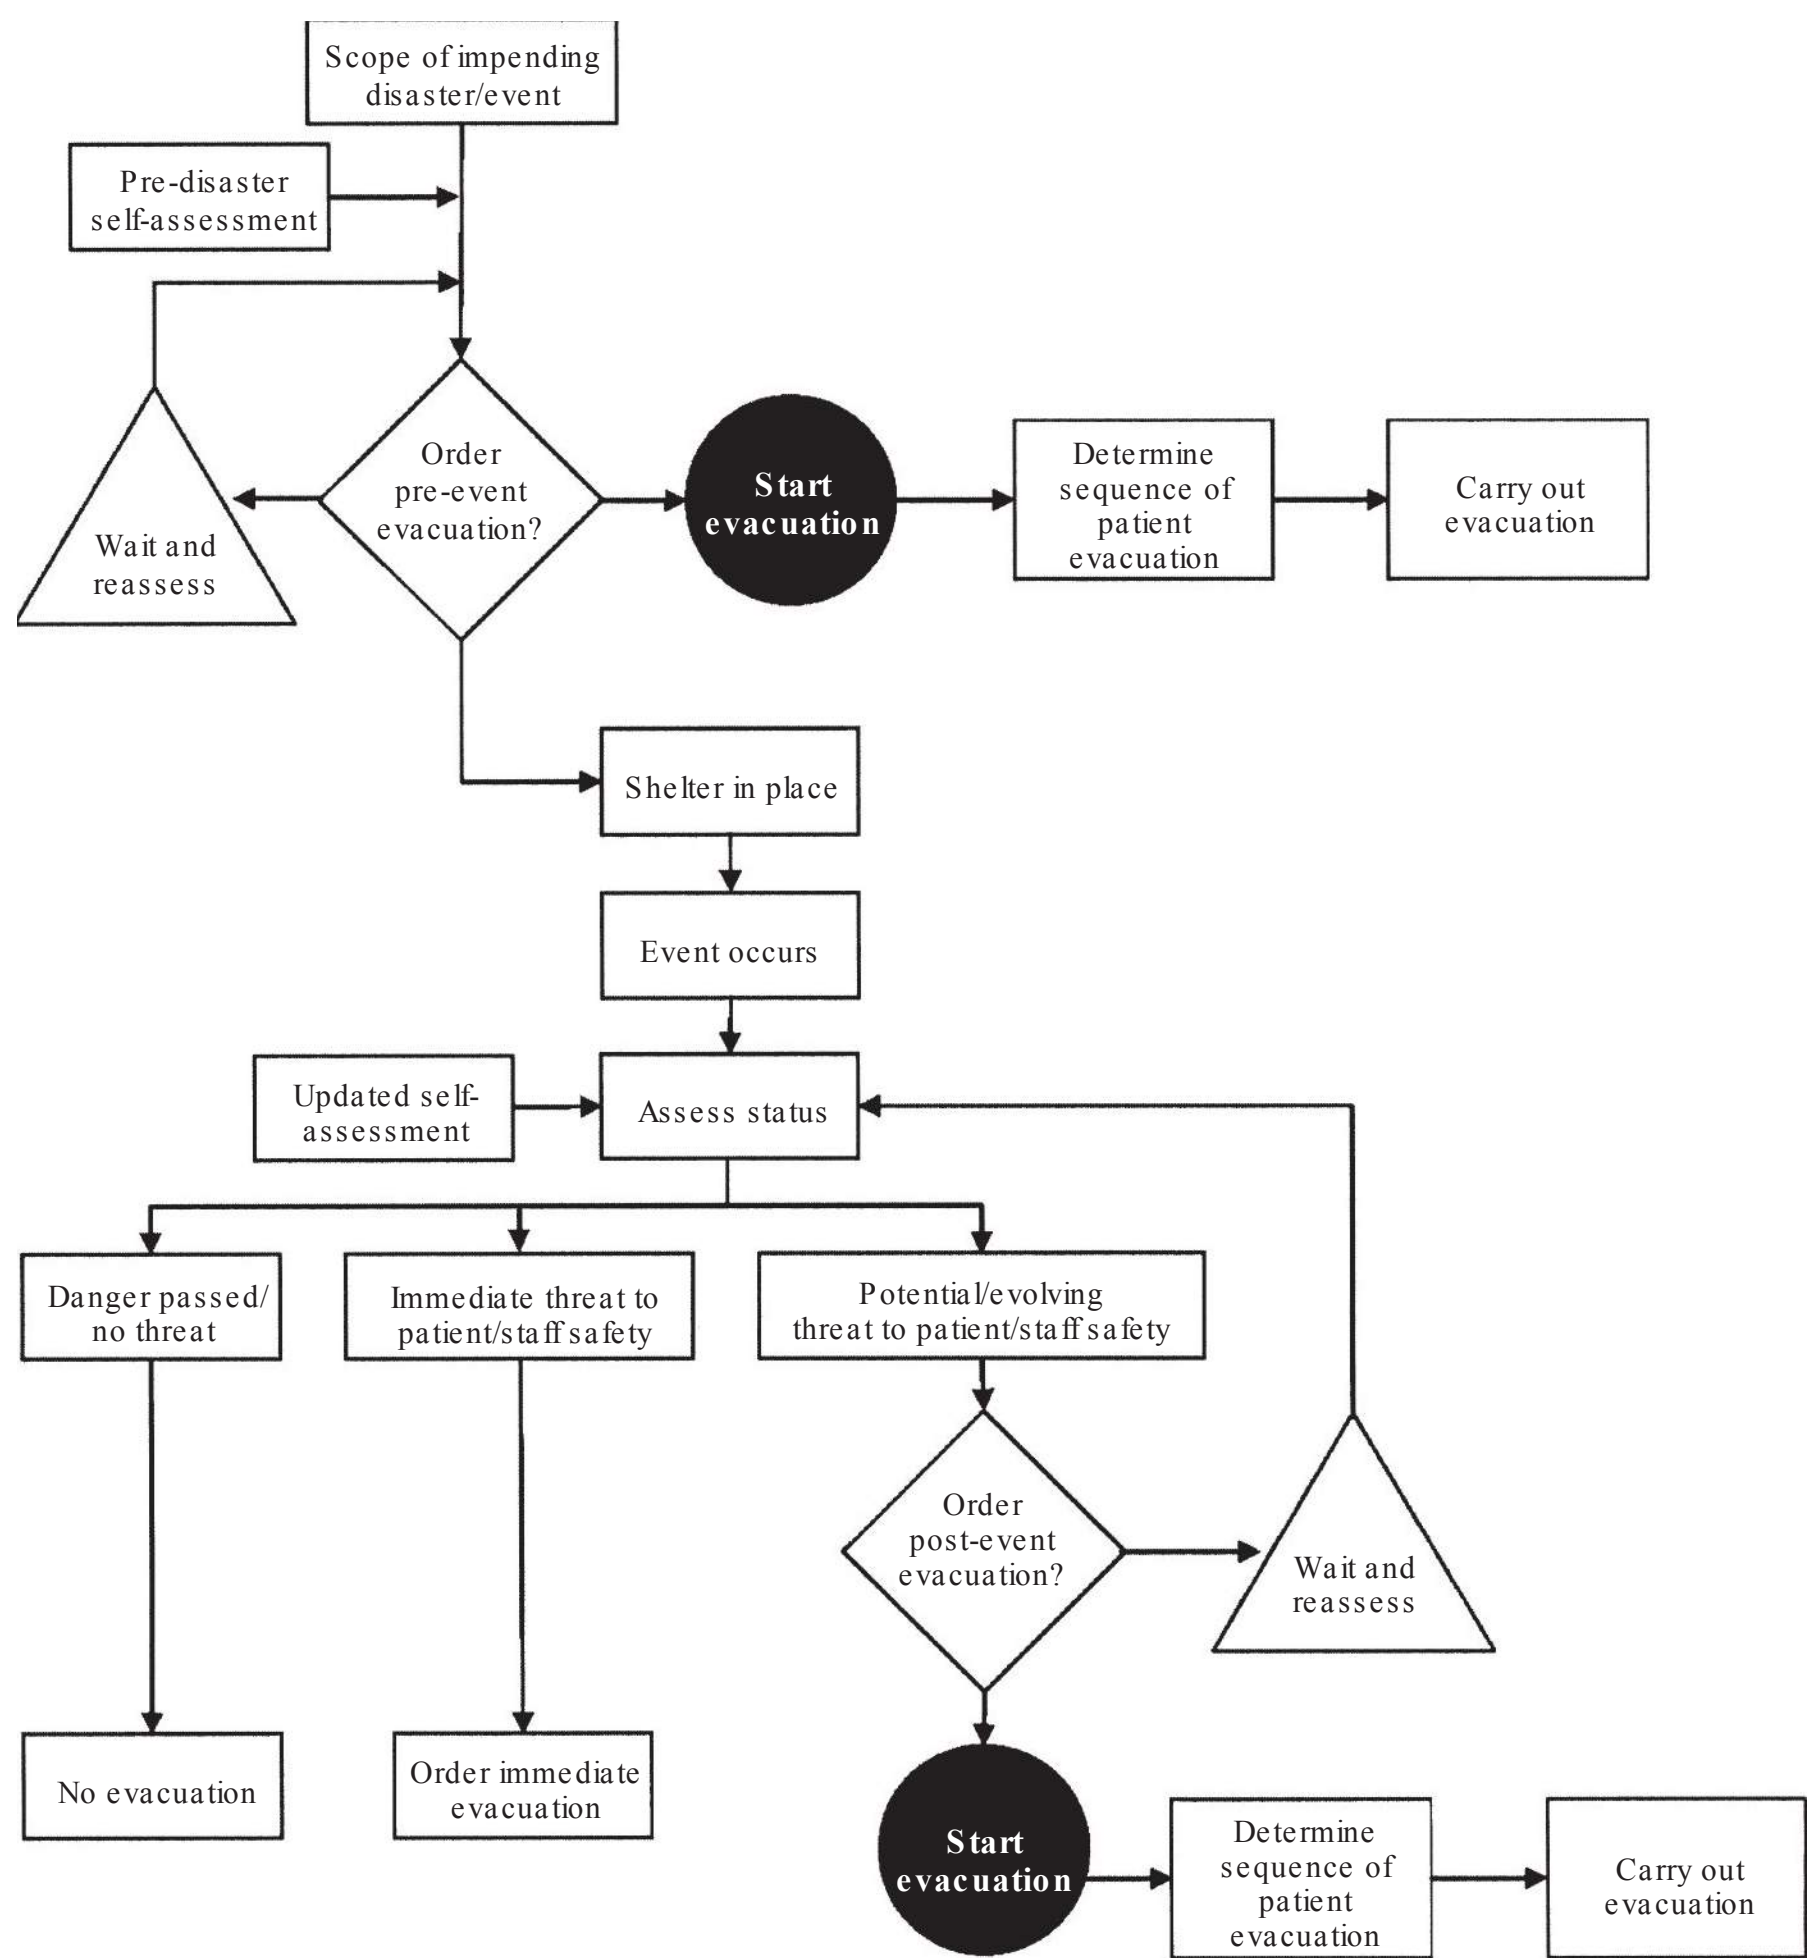 Scope of impending
disaster/event
Pre-disaster
self-assessment
Order
pre-event
evacuation?
Wait and
reassess
Start
evacuation
Determine
sequence of
patient
evacuation
Carry out
evacuation
Shelter in place
Event occurs
Updated self-
assessment
Assess status
Danger passed/
no threat
Immediate threat to
patient/staff safety
Potential/evolving
threat to patient/staff safety
Order
post-event
evacuation?
Wait and
reassess
No evacuation
Order immediate
evacuation
Start
evacuation
Determine
sequence of
patient
evacuation
Carry out
evacuation